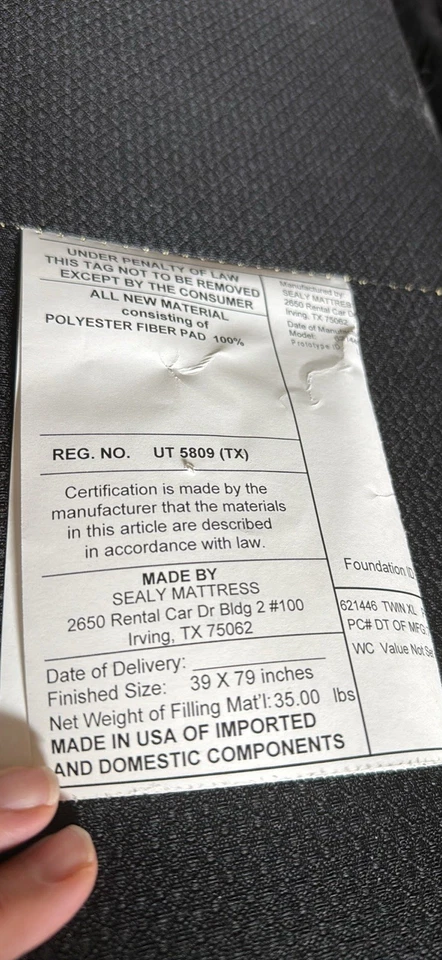 UNDER PENALTY OF LAW
THIS TAG NOT TO BE REMOVED
EXCEPT BY THE CONSUMER
ALL NEW MATERIAL
consisting of
POLYESTER FIBER PAD 100%
REG. NO. UT 5809 (TX)
Certification is made by the
manufacturer that the materials
in this article are described
in accordance with law.
MADE BY
SEALY MATTRESS
2650 Rental Car Dr Bldg 2 #100
Irving, TX 75062
Date of Delivery:
Finished Size: 39 X 79 inches
Net Weight of Filling Mat'l: 35.00 lbs
MADE IN USA OF IMPORTED
AND DOMESTIC COMPONENTS
Manufactured by:
SEALY MATTRES
2650 Rental Car D
Irving, TX 75062
Date of Manu
Model:
Prototype
Foundation
621446 TWIN XL
PC# DT OF MFG
WC Value Not Se